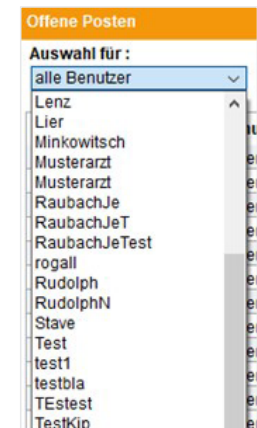 Offene Posten
Auswahl für :
alle Benutzer
Lenz
Lier
Minkowitsch
Musterarzt
Musterarzt
RaubachJe
RaubachJeT
RaubachJeTest
rogall
Rudolph
RudolphN
Stave
Test
test1
testbla
TEstest
TestKip